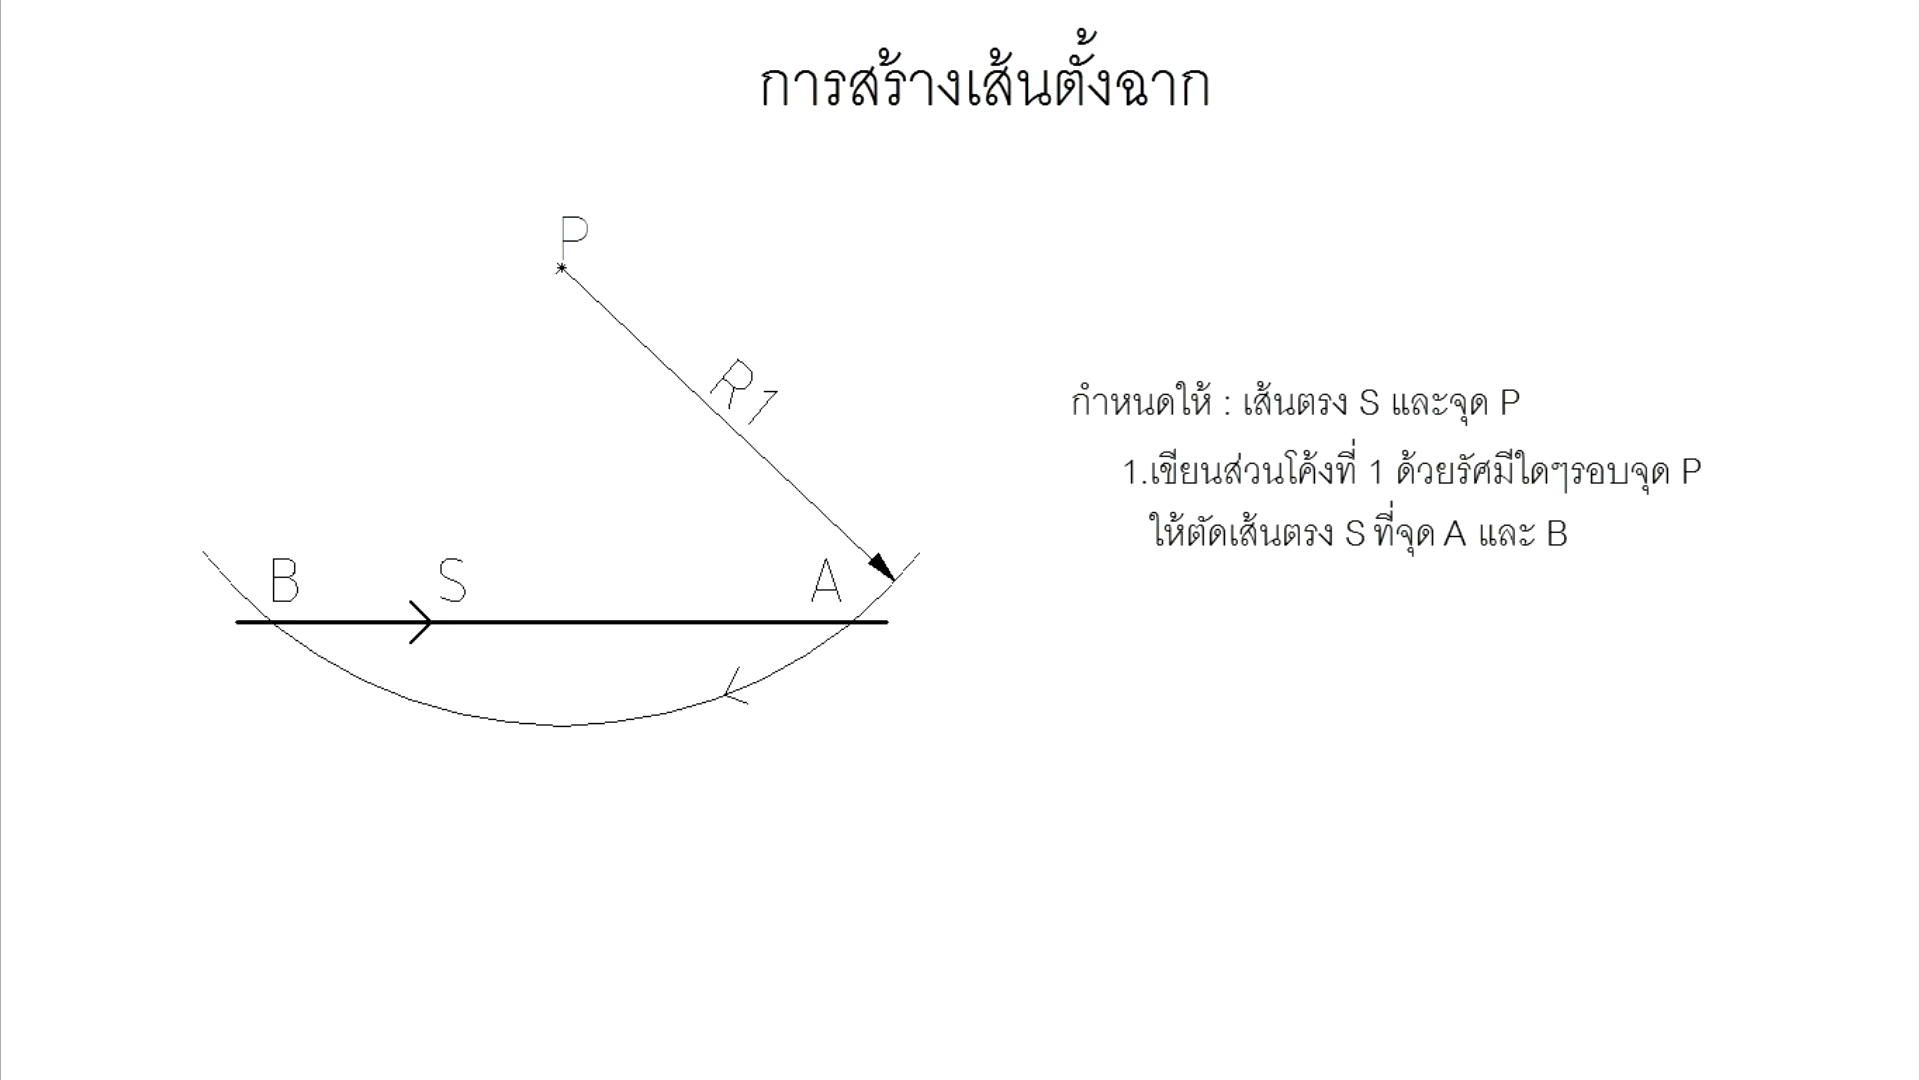 การสร้างเส้นตั้งฉาก
P
R1
กำหนดให้ : เส้นตรง S และจุด P
1.เขียนส่วนโค้งที่ 1 ด้วยรัศมีใดๆรอบจุด P
ให้ตัดเส้นตรง S ที่จุด A และ B
B S A